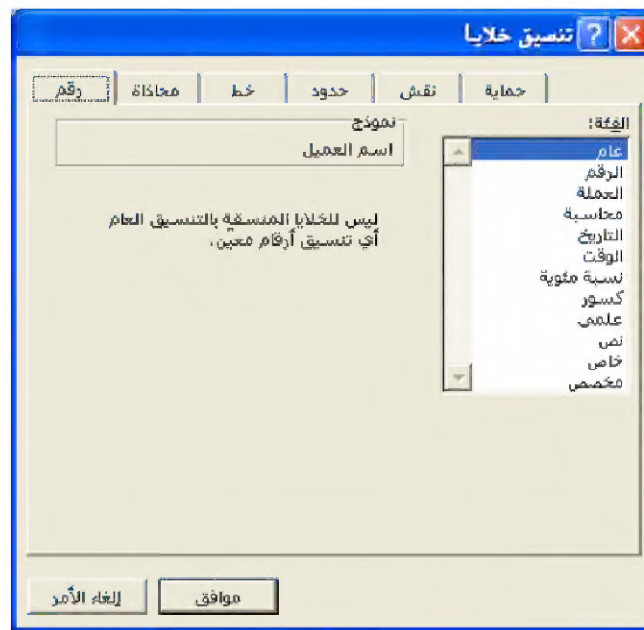 تنسيق خلايا
حماية
نقش
حدود
خط
محاذاة
رقم
الفئة:
عام
الرقم
العملة
محاسبة
التاريخ
الوقت
نسبة مئوية
كسور
علمي
نص
خاص
مخصص
نموذج
اسم العميل
ليس للخلايا المنسقة بالتنسيق العام
أي تنسيق أرقام معين.
موافق
إلغاء الأمر